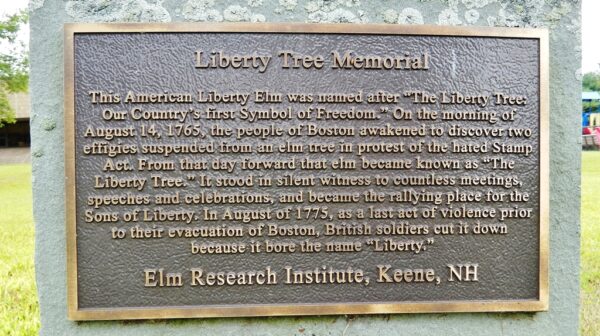 Liberty Tree Memorial
This American Liberty Elm was named after “The Liberty Tree:
Our Country’s first Symbol of Freedom.” On the morning of
August 14, 1765, the people of Boston awakened to discover two
effigies suspended from an elm tree in protest of the hated Stamp
Act. From that day forward that elm became known as “The
Liberty Tree.” It stood in silent witness to countless meetings,
speeches and celebrations, and became the rallying place for the
Sons of Liberty. In August of 1775, as a last act of violence prior
to their evacuation of Boston, British soldiers cut it down
because it bore the name “Liberty.”
Elm Research Institute, Keene, NH